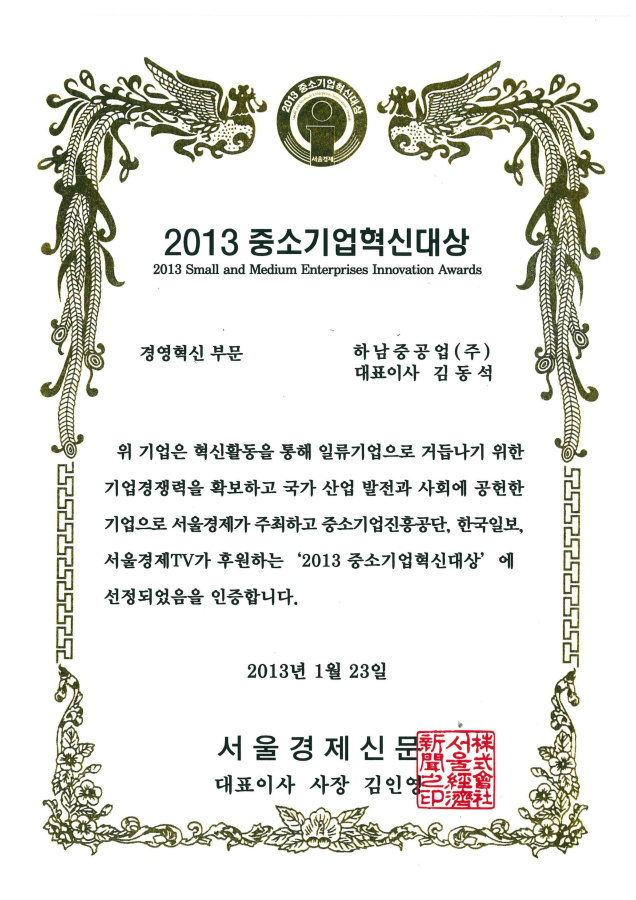 2013 중소기업혁신대상
서울경제
2013 중소기업혁신대상
2013 Small and Medium Enterprises Innovation Awards
경영혁신 부문
하남중공업(주)
대표이사 김동석
위 기업은 혁신활동을 통해 일류기업으로 거듭나기 위한
기업경쟁력을 확보하고 국가 산업 발전과 사회에 공헌한
기업으로 서울경제가 주최하고 중소기업진흥공단, 한국일보,
서울경제TV가 후원하는 ‘2013 중소기업혁신대상’ 에
선정되었음을 인증합니다.
2013년 1월 23일
서울경제신문
대표이사 사장 김인영
株式會社
서울經濟
新聞之印